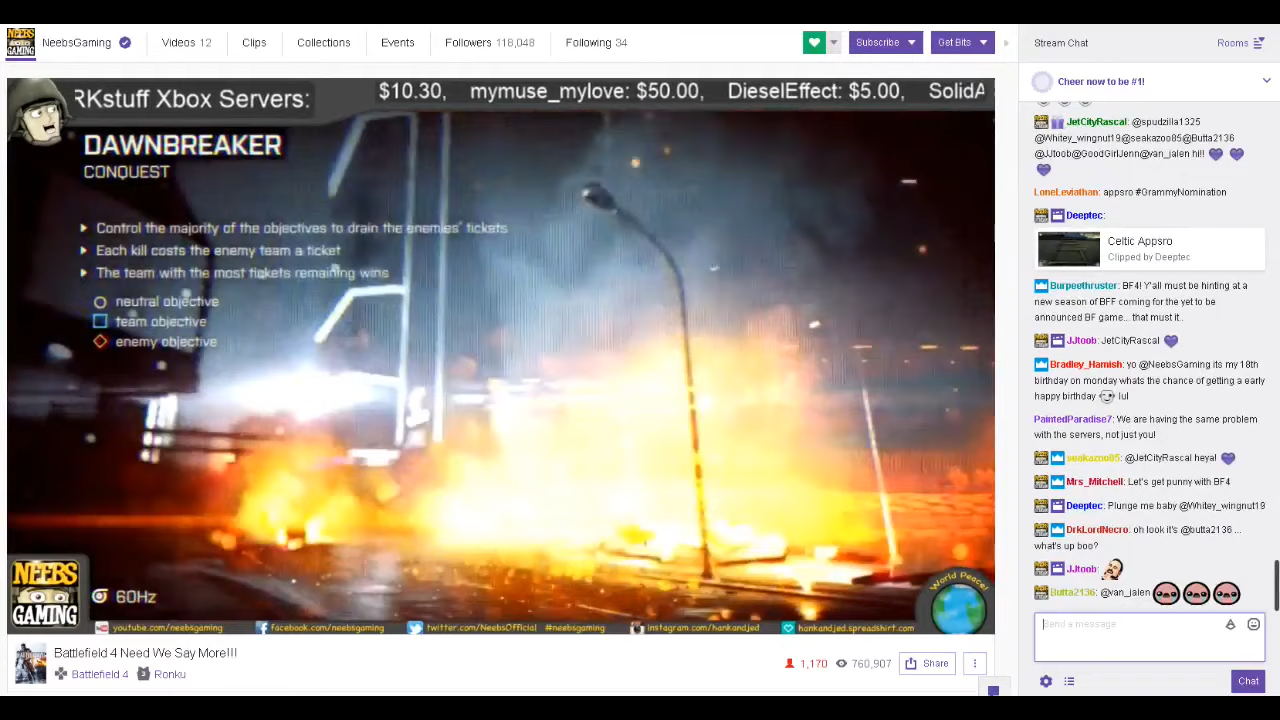 NeebsGaming
Videos 12
Clips
Collections
Events
Followers 118,048
Following 34
Subscribe
Get Bits
Stream Chat
Rooms
Cheer now to be #1!
RKstuff Xbox Servers:
$10.30, mymuse_mylove: $50.00, DieselEffect: $5.00, SolidA
DAWNBREAKER
CONQUEST
Control the majority of the objectives to drain the enemies' tickets
Each kill costs the enemy team a ticket
The team with the most tickets remaining wins
neutral objective
team objective
enemy objective
NEEBS
GAMING
60Hz
World Peace!
youtube.com/neebsgaming
facebook.com/neebsgaming
twitter.com/NeebsOfficial #neebsgaming
instagram.com/hankandjed
hankandjed.spreadshirt.com
Battlefield 4 Need We Say More!!!
Battlefield 4
Ronku
1,170
760,907
Share
JetCityRascal: @spudzilla1325
@Whitey_wingnut19@seakazoo85@Butta2136
@JJtoob@GoodGirlJenn@van_jalen hi!!
LoneLeviathan: appsro #GrammyNomination
Deeptec:
Celtic Appsro
Clipped by Deeptec
Burpeethruster: BF4! Y'all must be hinting at a
new season of BFF coming for the yet to be
announced BF game... that must it..
JJtoob: JetCityRascal
Bradley_Hamish: yo @NeebsGaming its my 18th
birthday on monday whats the chance of getting a early
happy birthday lul
PaintedParadise7: We are having the same problem
with the servers, not just you!
seakazoo85: @JetCityRascal heya!
Mrs_Mitchell: Let's get punny with BF4
Deeptec: Plunge me baby @Whitey_wingnut19
DrkLordNecro: oh look it's @butta2136 ...
what's up boo?
JJtoob:
Butta2136: @van_jalen
Send a message
Chat